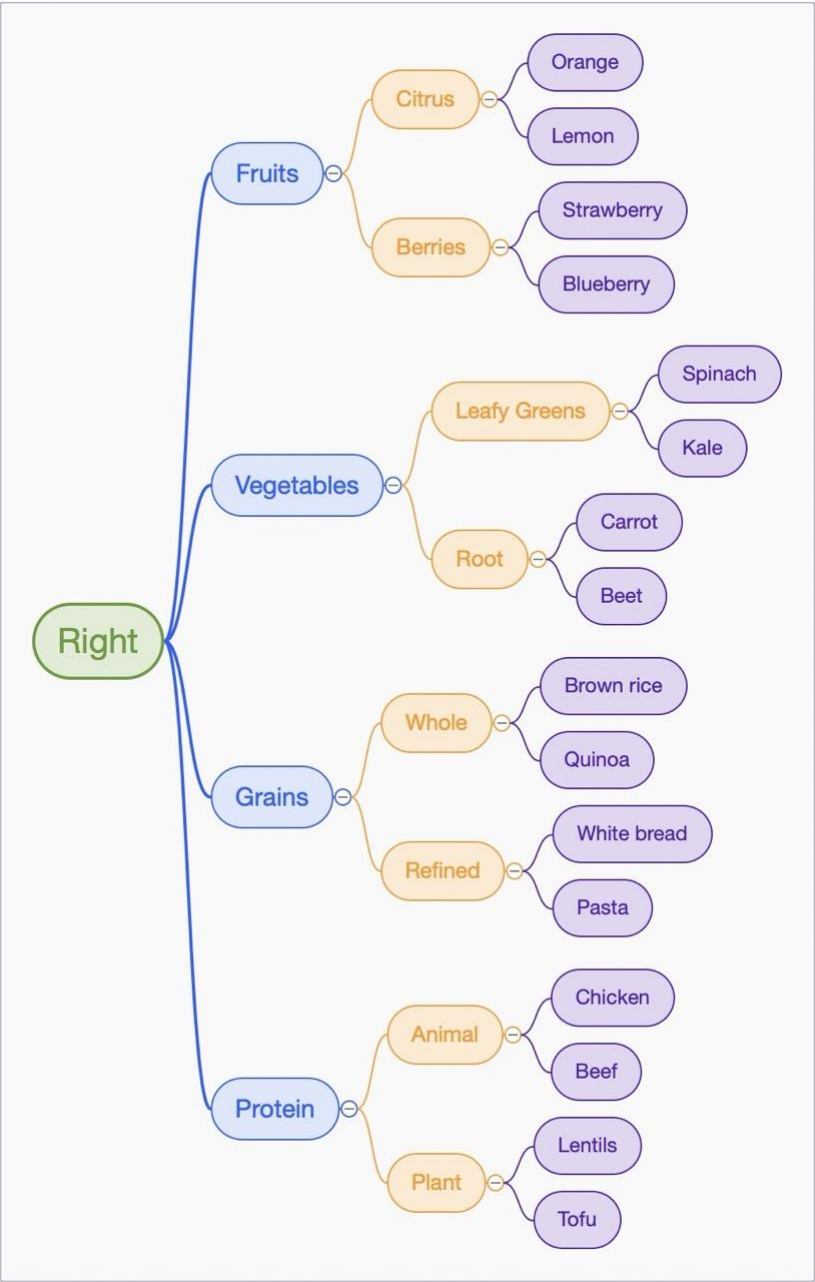 Right
Fruits
Citrus
Orange
Lemon
Berries
Strawberry
Blueberry
Vegetables
Leafy Greens
Spinach
Kale
Root
Carrot
Beet
Grains
Whole
Brown rice
Quinoa
Refined
White bread
Pasta
Protein
Animal
Chicken
Beef
Plant
Lentils
Tofu